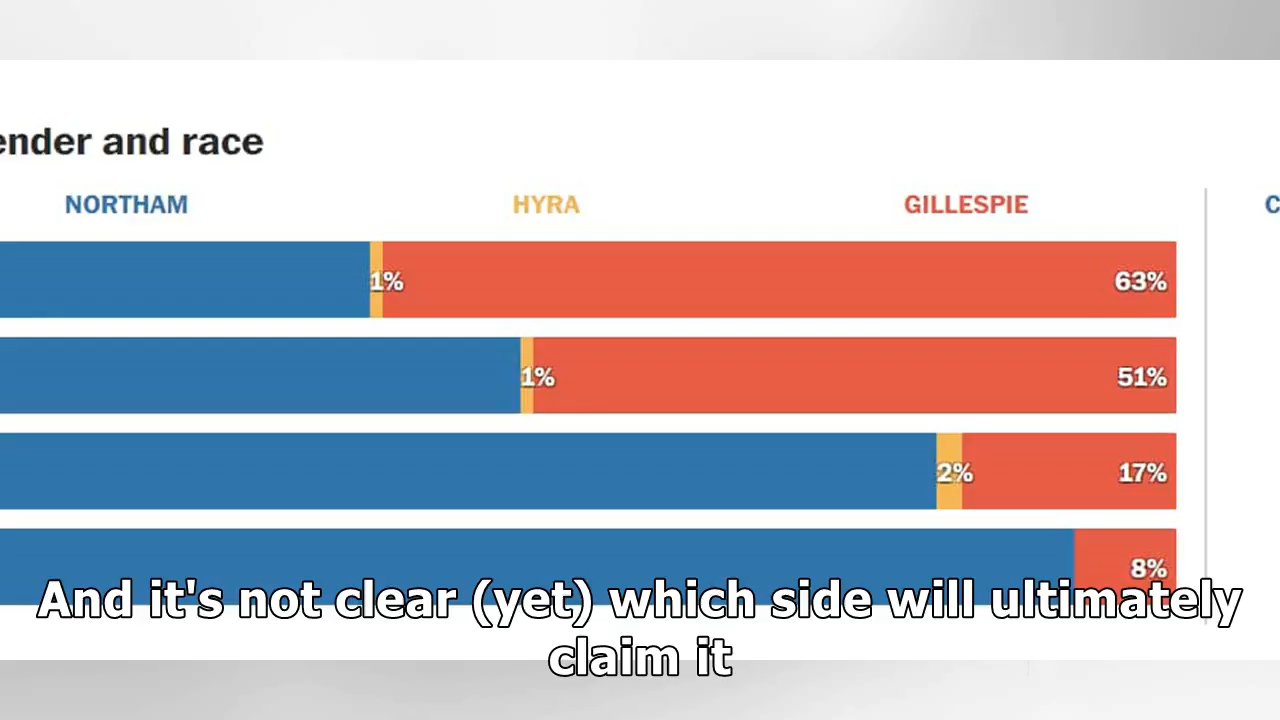 ender and race
NORTHAM HYRA GILLESPIE C
1% 63%
1% 51%
2% 17%
8%
And it's not clear (yet) which side will ultimately
claim it